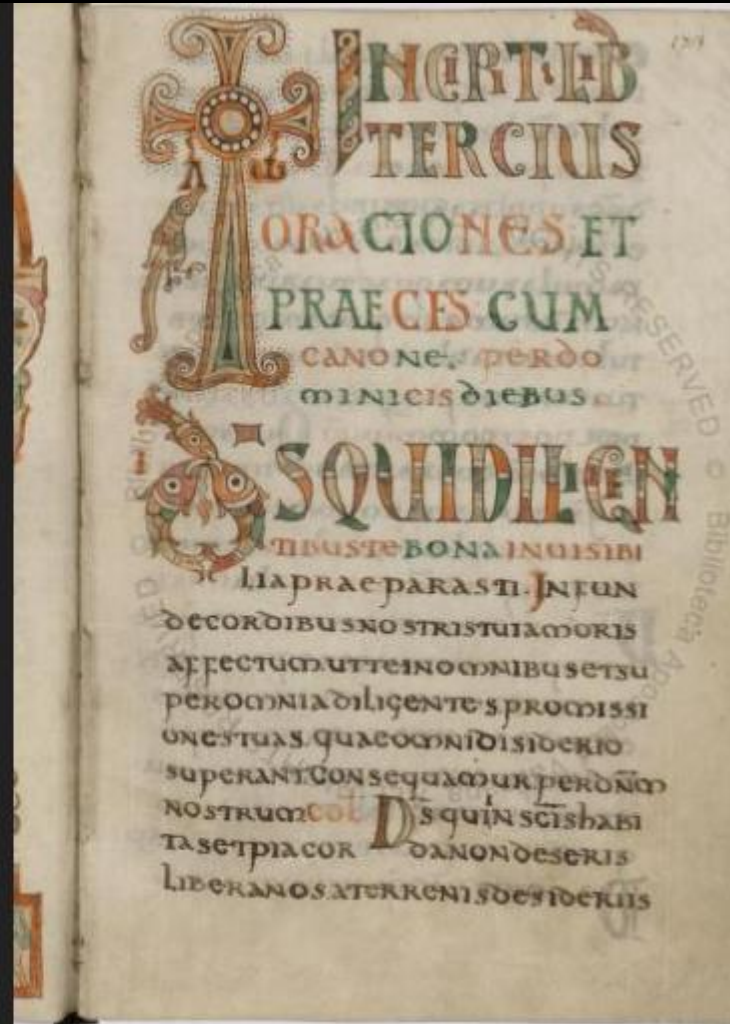 INCIPIT LIB
TERCIUS
ORACIONES ET
PRAECES CUM
CANONE. PERDO
MINICIS DIEBUS
DS QUI DILIGEN
TIBUS TE BONA INUISIBI
LIA PRAEPARASTI. INFUN
DE CORDIBUS NOSTRIS TUI AMORIS
AFFECTUM UT TE IN OMNIBUS ET SU
PER OMNIA DILIGENTES PROMISSI
ONES TUAS. QUAE OMNI DISIDERIO
SUPERANT CONSEQUAMUR. PER DNM
NOSTRUM COL DS QUI IN SCIS HABI
TAS ET PIA COR DA NON DESERIS
LIBERA NOS A TERRENIS DESIDERIIS